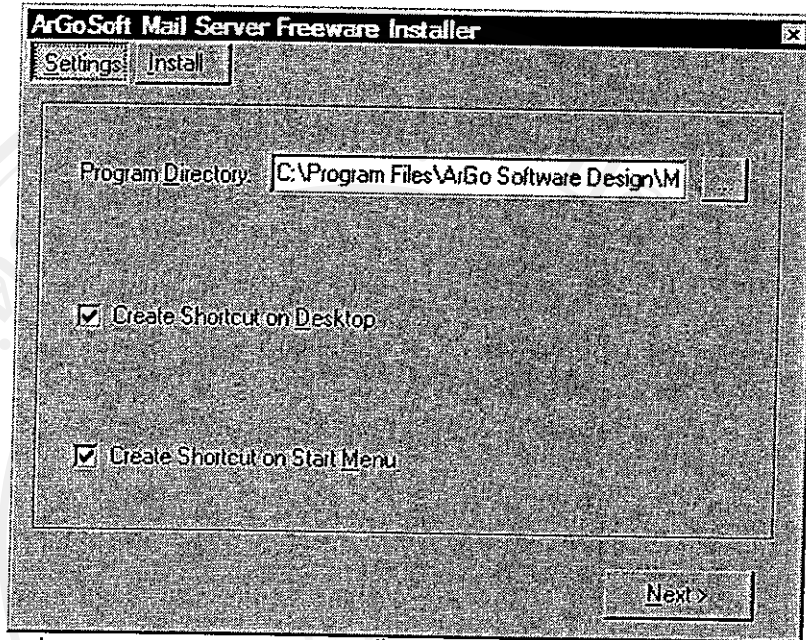 ArGoSoft Mail Server Freeware Installer
Settings Install
Program Directory: C:\Program Files\ArGo Software Design\M ...
Create Shortcut on Desktop
Create Shortcut on Start Menu
Next >